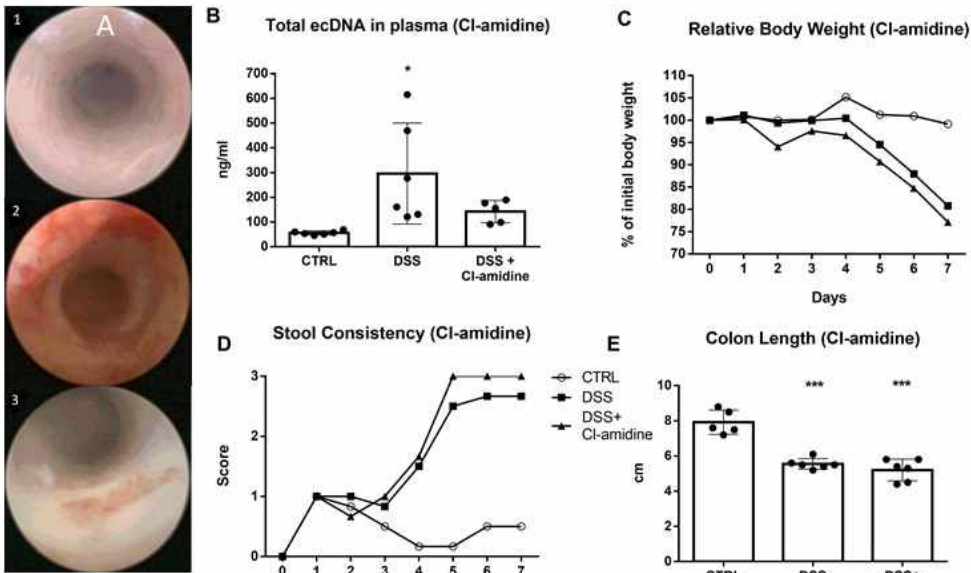 1
A
2
3
B
Total ecDNA in plasma (Cl-amidine)
ng/ml
700
600
500
400
300
200
100
0
*
CTRL
DSS
DSS +
Cl-amidine
C
Relative Body Weight (Cl-amidine)
% of initial body weight
110
105
100
95
90
85
80
75
70
0 1 2 3 4 5 6 7
Days
D
Stool Consistency (Cl-amidine)
Score
3
2
1
0
0 1 2 3 4 5 6 7
CTRL
DSS
DSS+
Cl-amidine
E
Colon Length (Cl-amidine)
cm
10
8
6
4
2
0
*** ***